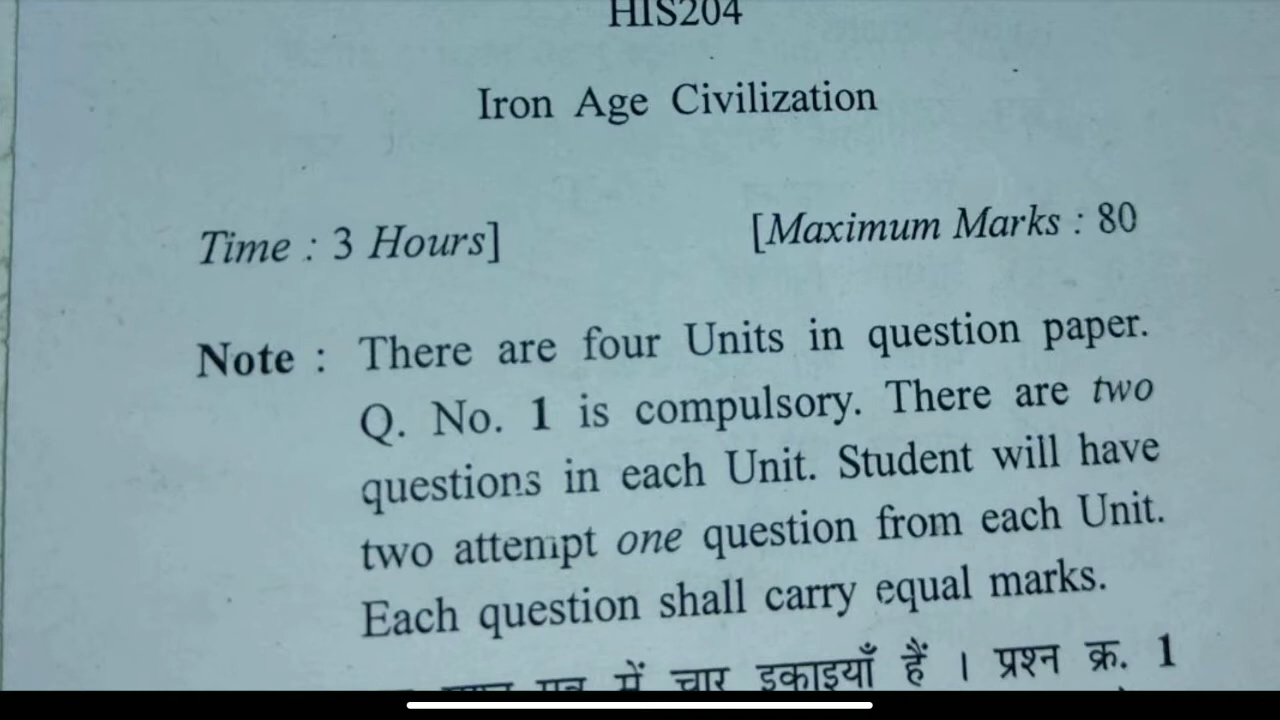 HIS204
Iron Age Civilization
Time : 3 Hours] [Maximum Marks : 80
Note : There are four Units in question paper.
Q. No. 1 is compulsory. There are two
questions in each Unit. Student will have
two attempt one question from each Unit.
Each question shall carry equal marks.
में चार इकाइयाँ हैं । प्रश्न क्र. 1